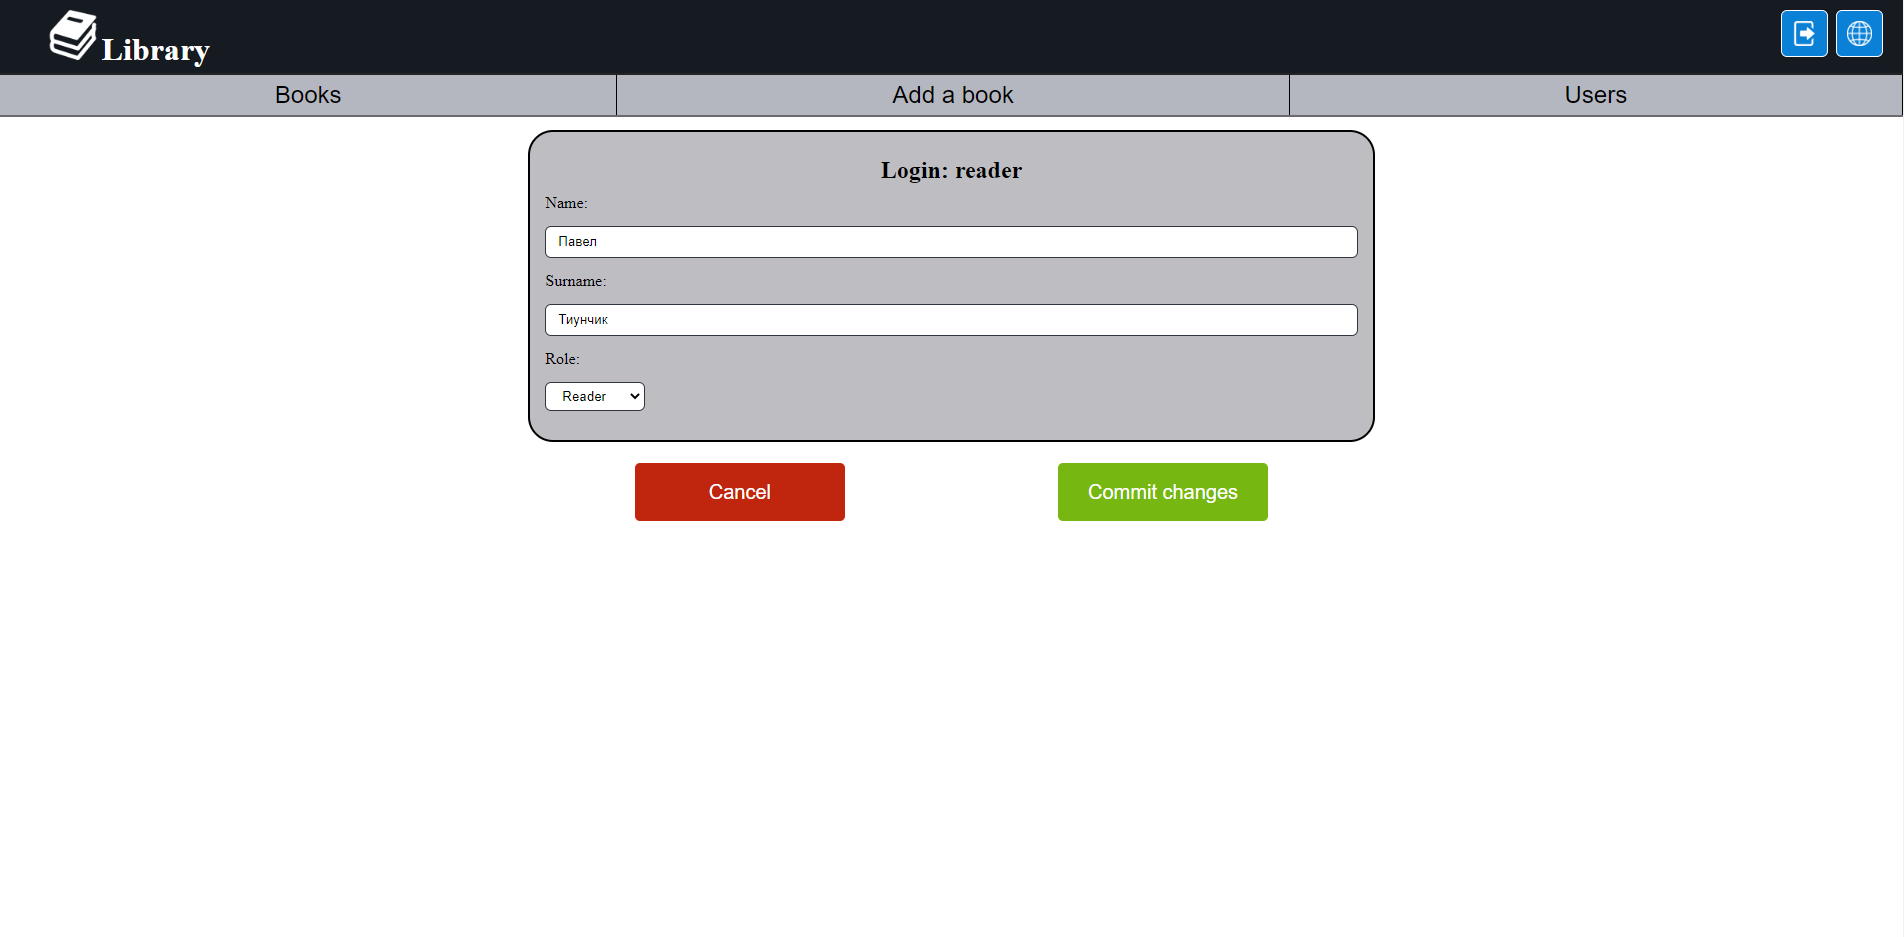 Library
Books Add a book Users
Login: reader
Name:
Павел
Surname:
Тиунчик
Role:
Reader
Cancel Commit changes